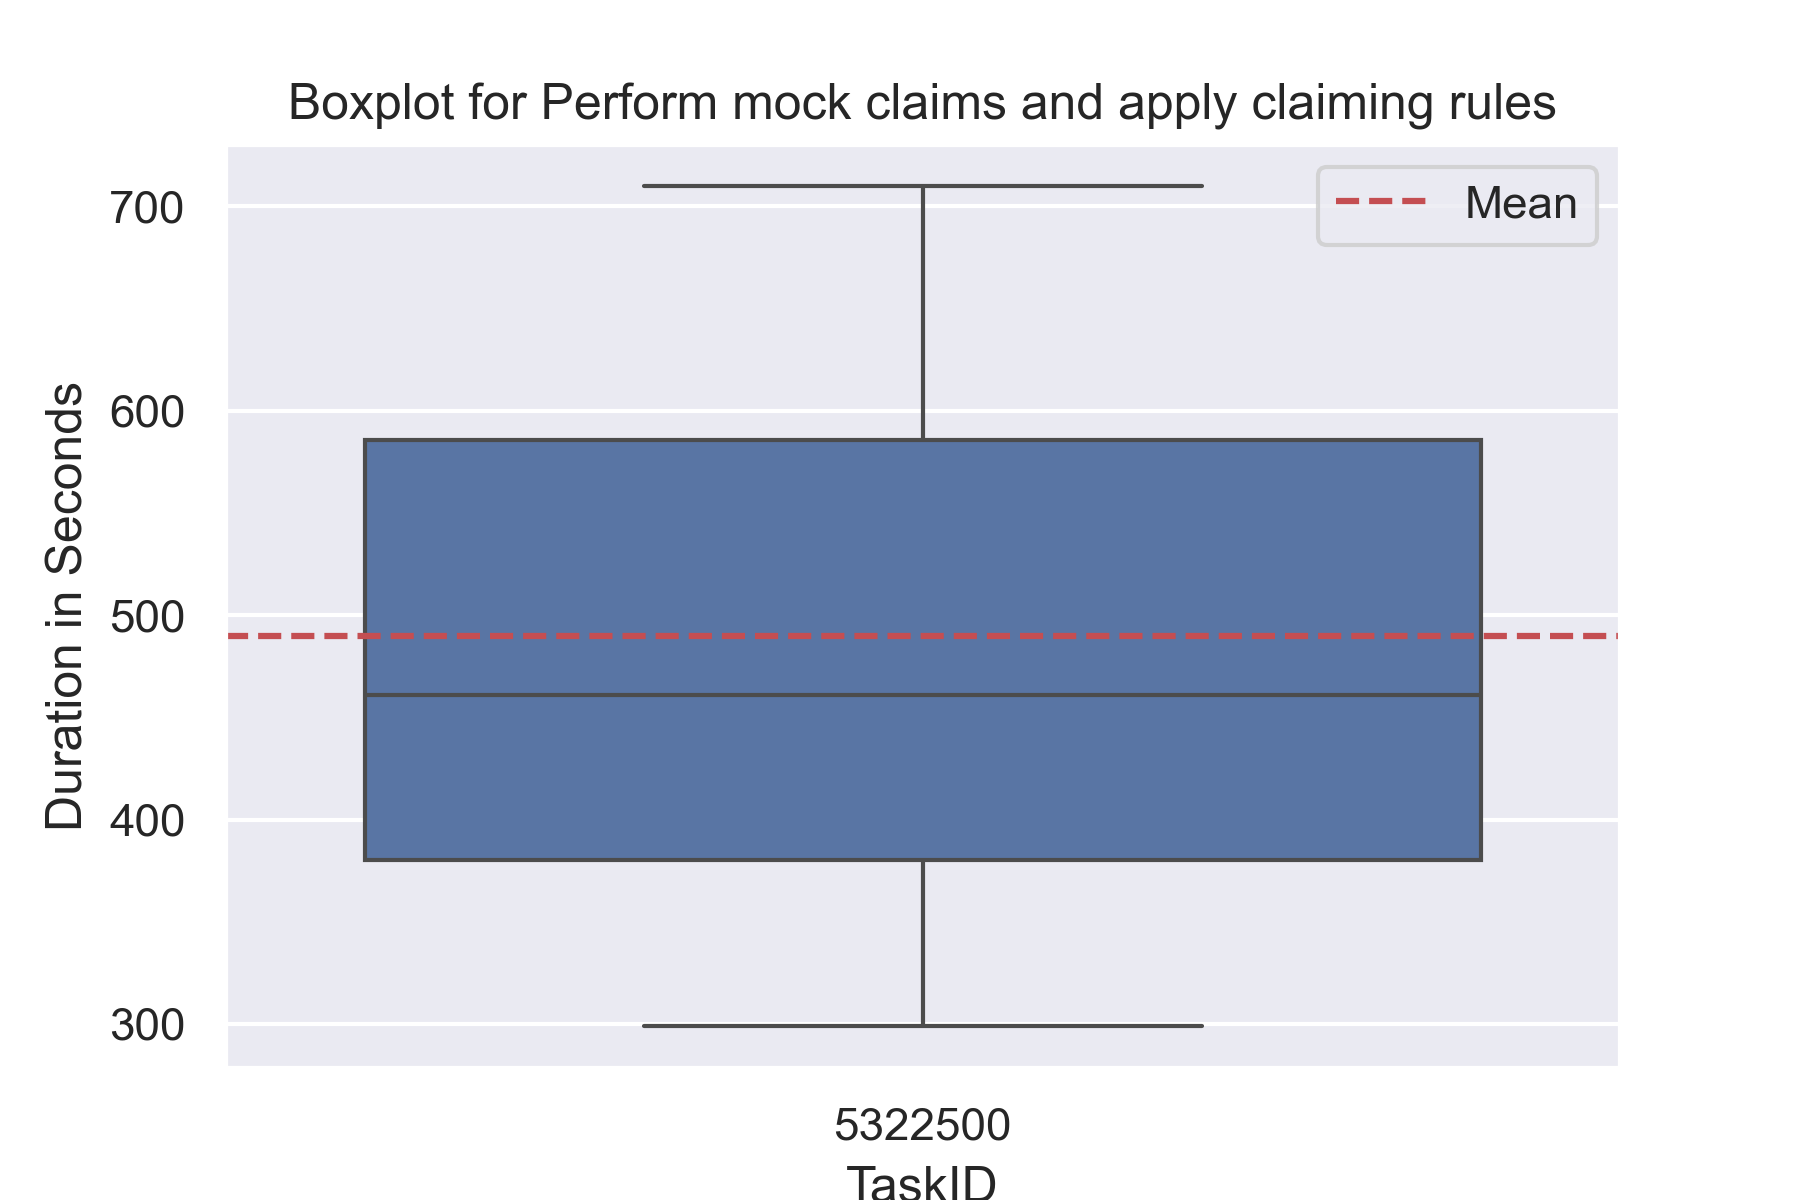 Boxplot for Perform mock claims and apply claiming rules
Mean
Duration in Seconds
700
600
500
400
300
5322500
TaskID